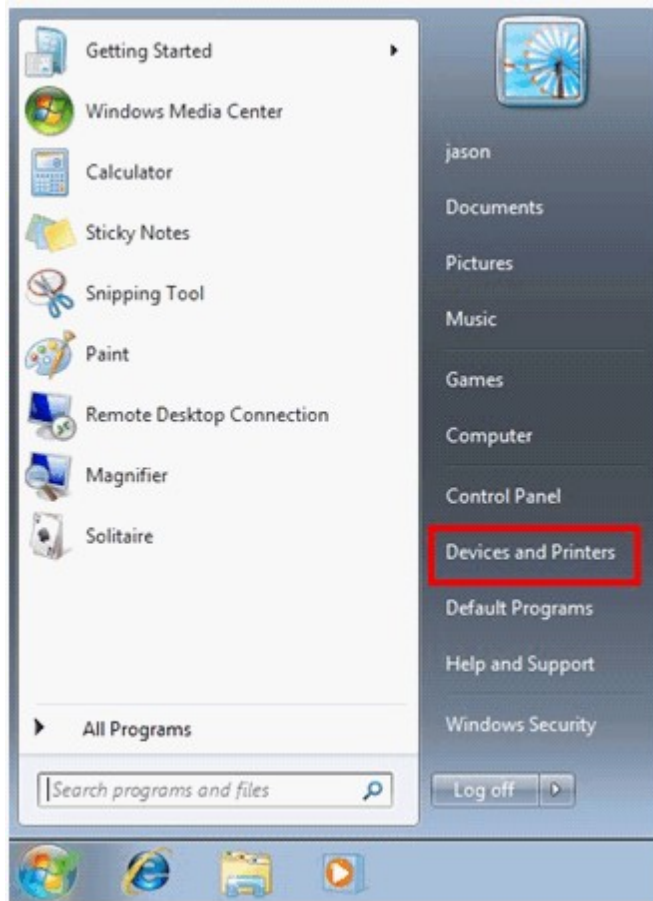 Getting Started
Windows Media Center
Calculator
Sticky Notes
Snipping Tool
Paint
Remote Desktop Connection
Magnifier
Solitaire
All Programs
Search programs and files
jason
Documents
Pictures
Music
Games
Computer
Control Panel
Devices and Printers
Default Programs
Help and Support
Windows Security
Log off